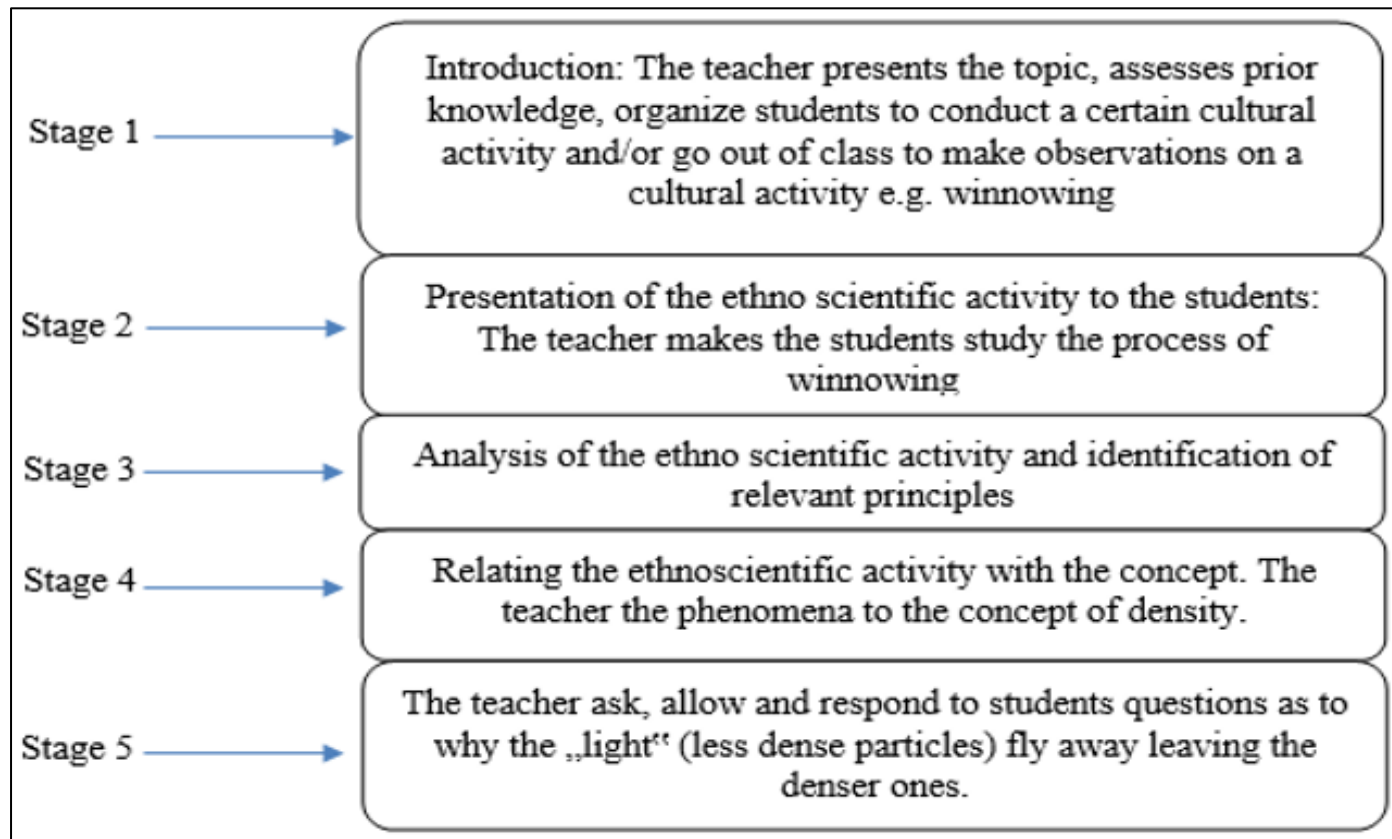 Stage 1
Introduction: The teacher presents the topic, assesses prior
knowledge, organize students to conduct a certain cultural
activity and/or go out of class to make observations on a
cultural activity e.g. winnowing
Stage 2
Presentation of the ethno scientific activity to the students:
The teacher makes the students study the process of
winnowing
Stage 3
Analysis of the ethno scientific activity and identification of
relevant principles
Stage 4
Relating the ethnoscientific activity with the concept. The
teacher the phenomena to the concept of density.
Stage 5
The teacher ask, allow and respond to students questions as to
why the „light‟ (less dense particles) fly away leaving the
denser ones.